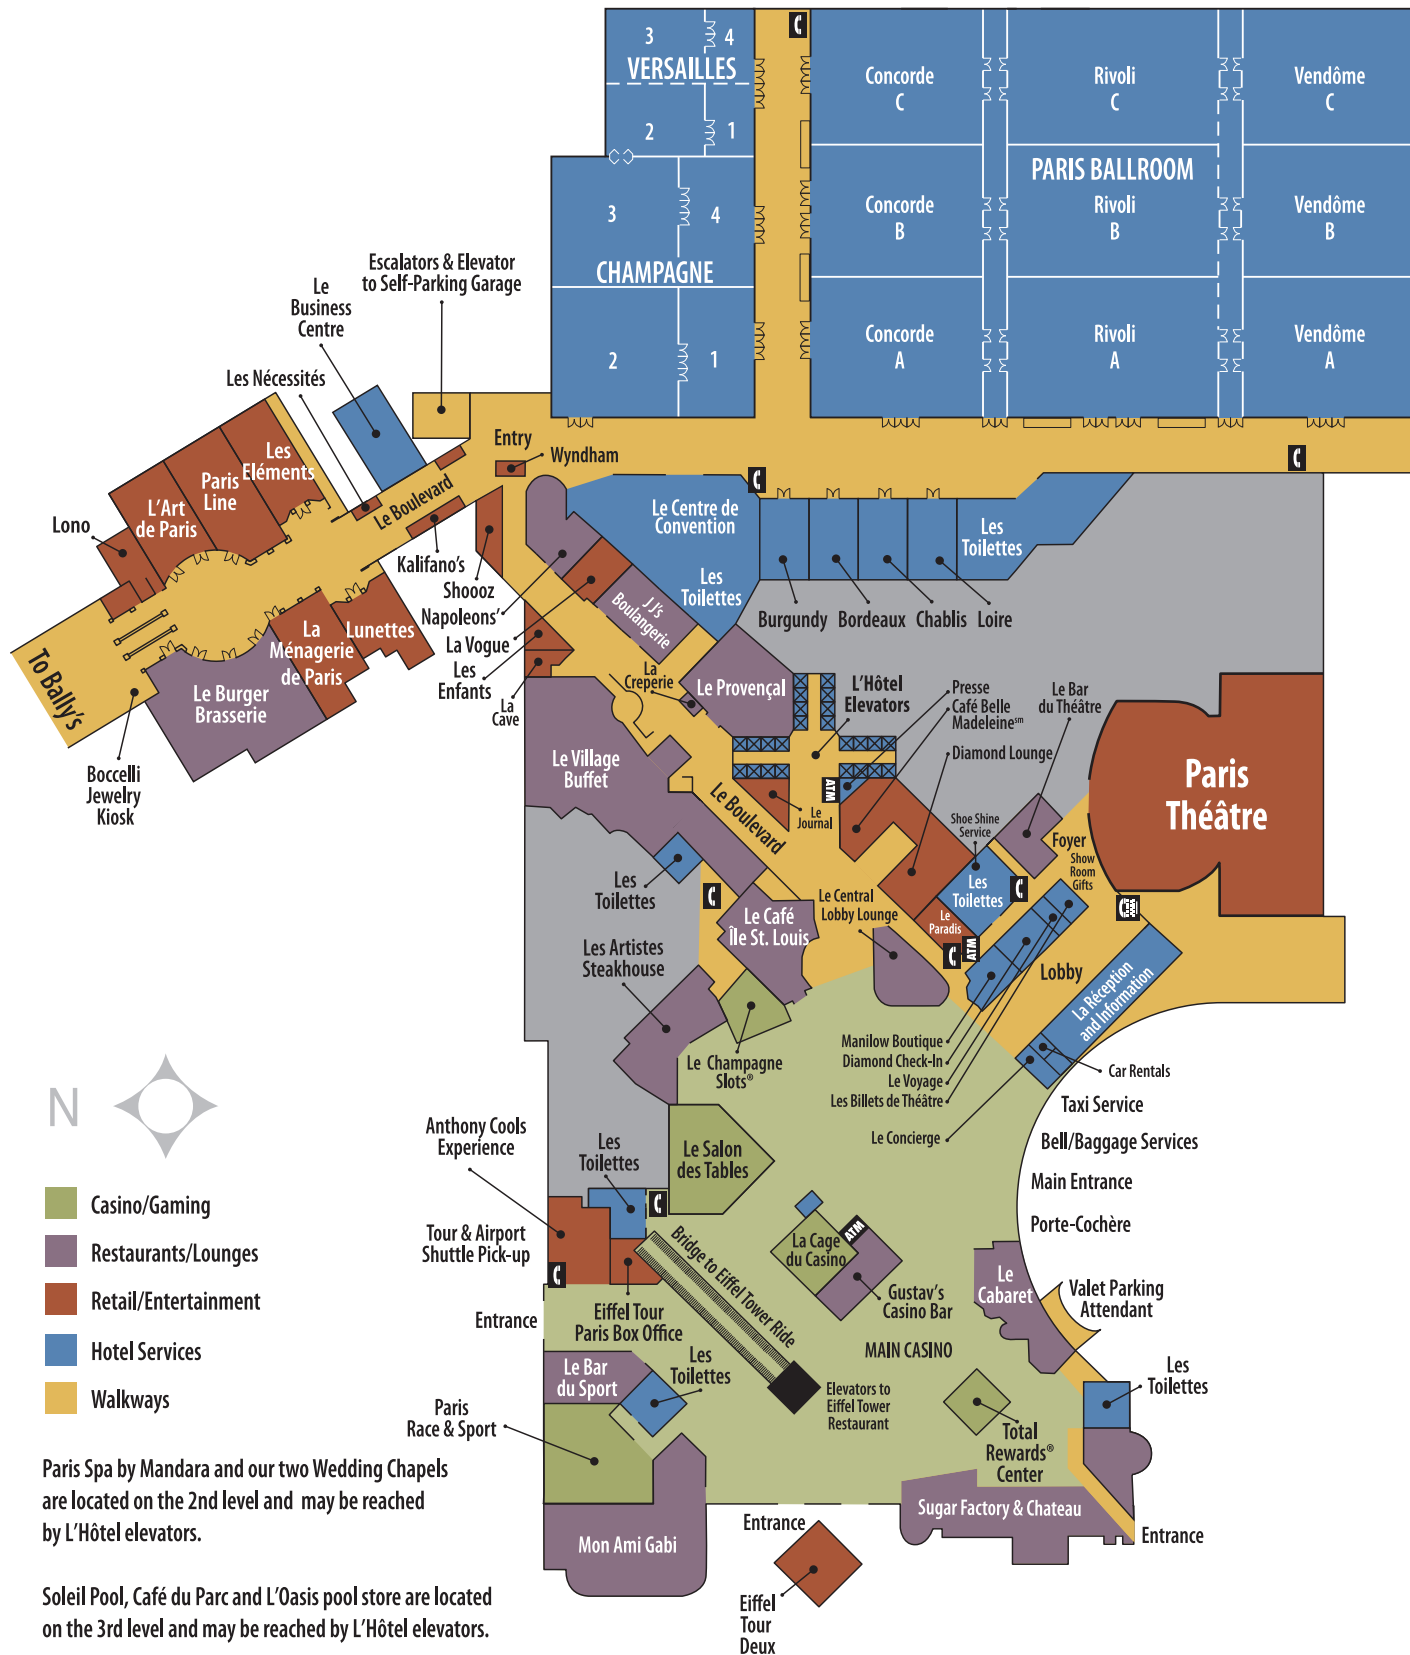 3
4
VERSAILLES
2
1
3
4
CHAMPAGNE
2
1
Concorde
C
Rivoli
C
Vendôme
C
PARIS BALLROOM
Concorde
B
Rivoli
B
Vendôme
B
Concorde
A
Rivoli
A
Vendôme
A
Escalators & Elevator
to Self-Parking Garage
Le
Business
Centre
Les Nécessités
Entry
Wyndham
Les
Eléments
Paris
Line
L'Art
de Paris
Lono
Le Boulevard
Kalifano's
Shoooz
Napoleons'
La Vogue
Les
Enfants
La
Cave
Lunettes
La
Ménagerie
de Paris
Le Burger
Brasserie
To Bally's
Boccelli
Jewelry
Kiosk
Le Centre de
Convention
Les
Toilettes
JJ's
Boulangerie
Burgundy
Bordeaux
Chablis
Loire
Les
Toilettes
La
Creperie
Le Provençal
L'Hôtel
Elevators
Presse
Café Belle
Madeleine℠
Diamond Lounge
Le Bar
du Théâtre
Paris
Théâtre
Le Village
Buffet
Le Boulevard
ATM
Le
Journal
Shoe Shine
Service
Foyer
Show
Room
Gifts
Les
Toilettes
Les
Toilettes
Le Central
Lobby Lounge
Le
Paradis
ATM
Le Café
Île St. Louis
Les Artistes
Steakhouse
Lobby
La Réception
and Information
Manilow Boutique
Diamond Check-In
Le Voyage
Les Billets de Théâtre
Le Concierge
Car Rentals
Taxi Service
Bell/Baggage Services
Main Entrance
Porte-Cochère
Le Champagne
Slots®
N
Anthony Cools
Experience
Les
Toilettes
Le Salon
des Tables
Tour & Airport
Shuttle Pick-up
Bridge to Eiffel Tower Ride
La Cage
du Casino
ATM
Gustav's
Casino Bar
Le
Cabaret
Valet Parking
Attendant
Entrance
Eiffel Tour
Paris Box Office
MAIN CASINO
Le Bar
du Sport
Les
Toilettes
Elevators to
Eiffel Tower
Restaurant
Les
Toilettes
Paris
Race & Sport
Total
Rewards®
Center
Sugar Factory & Chateau
Mon Ami Gabi
Entrance
Entrance
Eiffel
Tour
Deux
Casino/Gaming
Restaurants/Lounges
Retail/Entertainment
Hotel Services
Walkways
Paris Spa by Mandara and our two Wedding Chapels
are located on the 2nd level and may be reached
by L'Hôtel elevators.
Soleil Pool, Café du Parc and L'Oasis pool store are located
on the 3rd level and may be reached by L'Hôtel elevators.